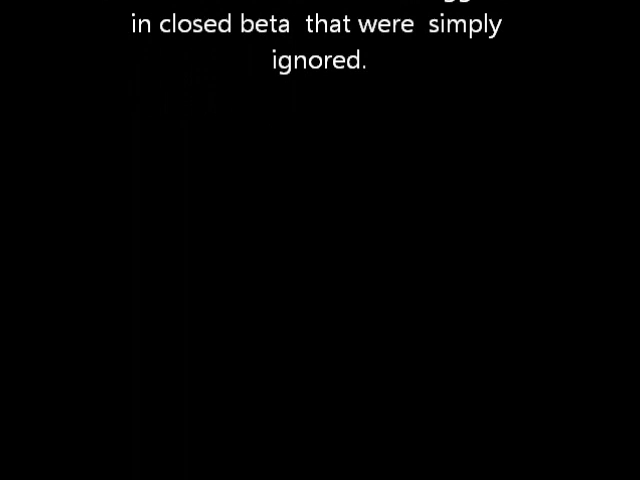 in closed beta that were simply
ignored.